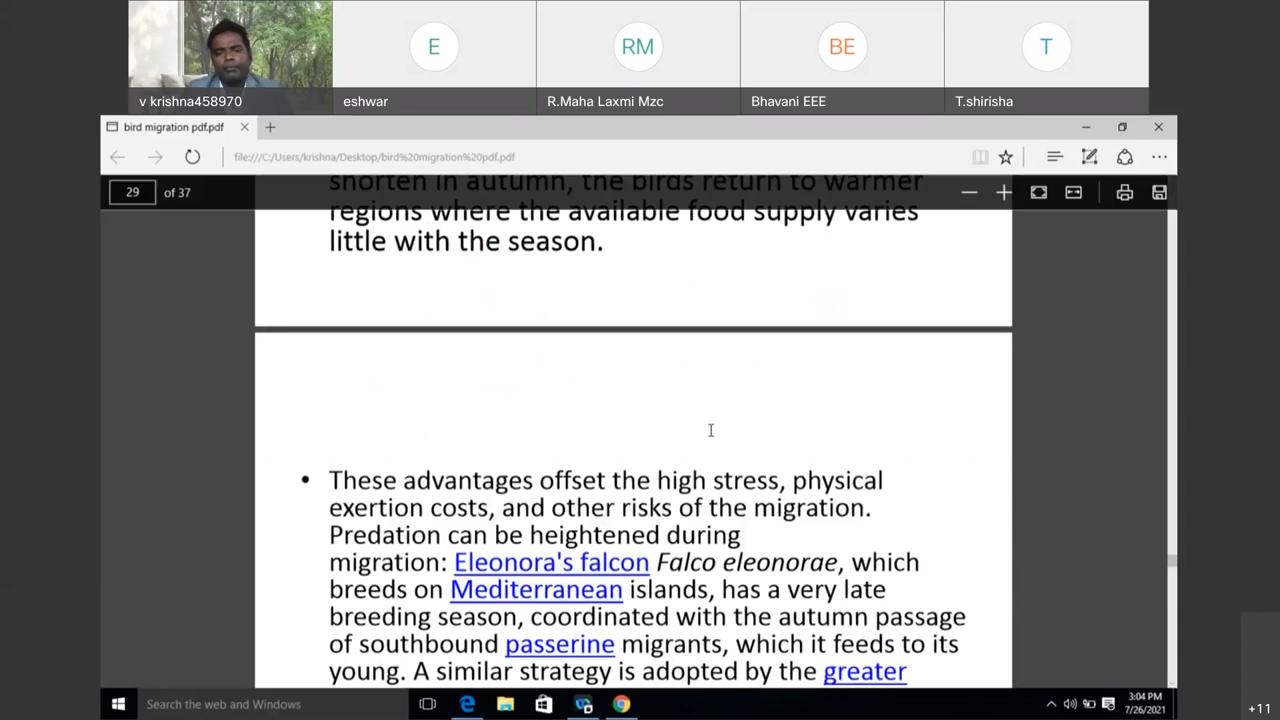 E
RM
BE
T
v krishna458970
eshwar
R.Maha Laxmi Mzc
Bhavani EEE
T.shirisha
bird migration pdf.pdf
file:///C:/Users/krishna/Desktop/bird%20migration%20pdf.pdf
29 of 37
shorten in autumn, the birds return to warmer
regions where the available food supply varies
little with the season.
• These advantages offset the high stress, physical
exertion costs, and other risks of the migration.
Predation can be heightened during
migration: Eleonora's falcon Falco eleonorae, which
breeds on Mediterranean islands, has a very late
breeding season, coordinated with the autumn passage
of southbound passerine migrants, which it feeds to its
young. A similar strategy is adopted by the greater
Search the web and Windows
3:04 PM
7/26/2021
+11